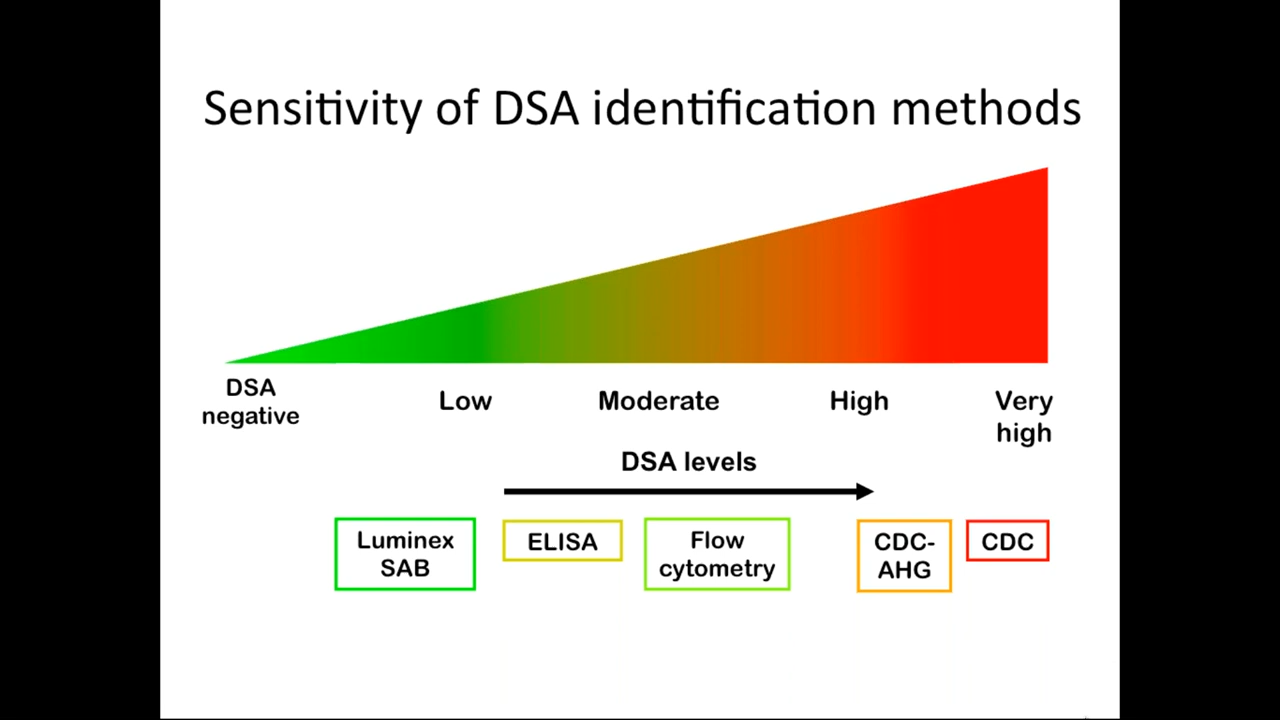 Sensitivity of DSA identification methods
DSA
negative
Low
Moderate
High
Very
high
DSA levels
Luminex
SAB
ELISA
Flow
cytometry
CDC-
AHG
CDC